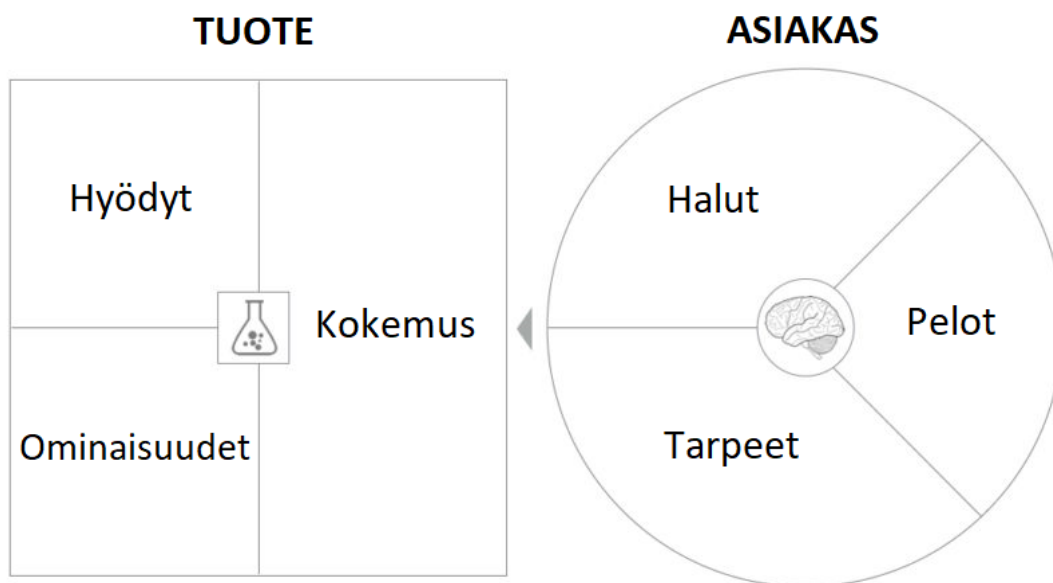 TUOTE
Hyödyt
Kokemus
Ominaisuudet
ASIAKAS
Halut
Pelot
Tarpeet